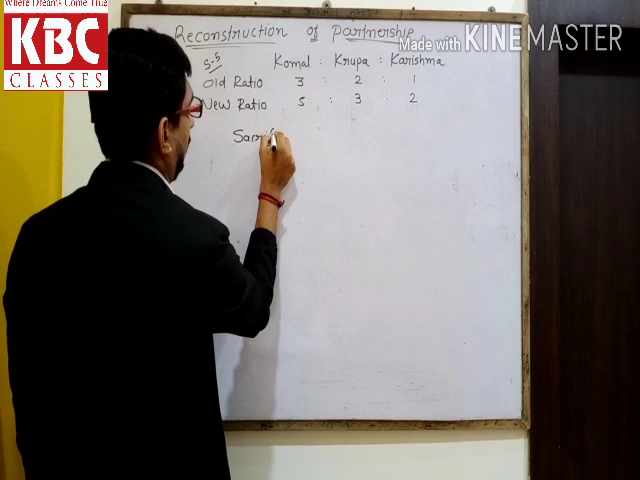 Where Dreams Come True
KBC
CLASSES
Reconstruction of Partnership
Made with KINEMASTER
S-5 Komal : Krupa : Karishma
Old Ratio 3 : 2 : 1
New Ratio 5 : 3 : 2
Sacrif